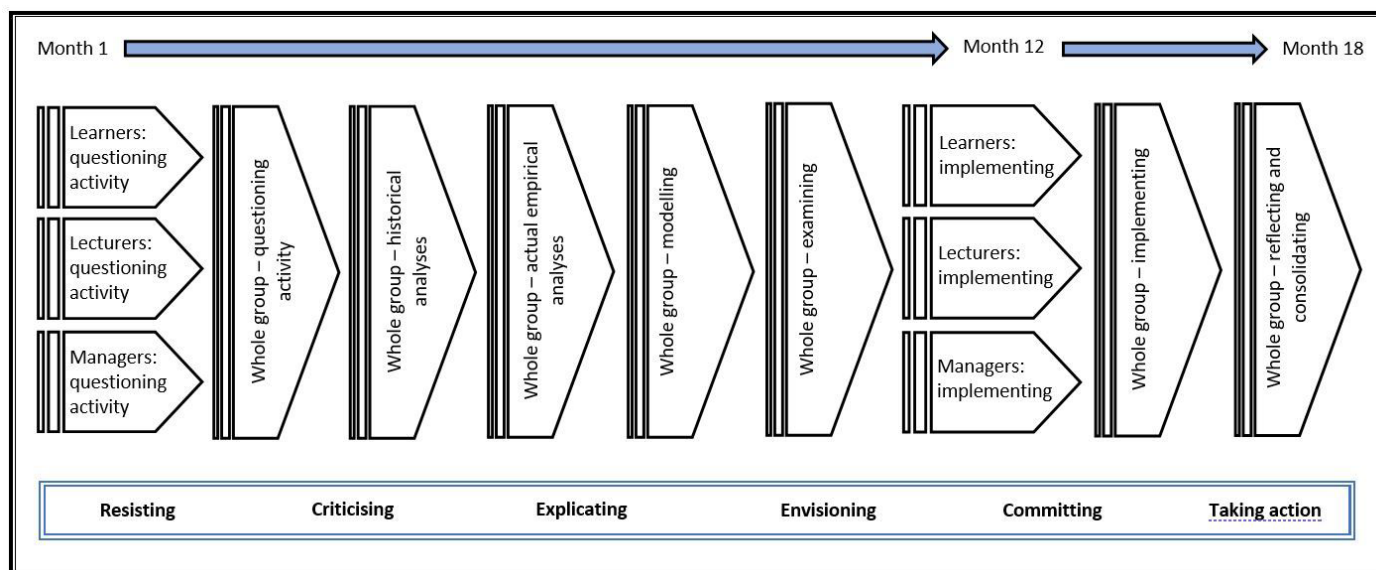 Month 1
Month 12
Month 18
Learners:
questioning
activity
Lecturers:
questioning
activity
Managers:
questioning
activity
Whole group – questioning
activity
Whole group – historical
analyses
Whole group – actual empirical
analyses
Whole group – modelling
Whole group – examining
Learners:
implementing
Lecturers:
implementing
Managers:
implementing
Whole group – implementing
Whole group – reflecting and
consolidating
Resisting
Criticising
Explicating
Envisioning
Committing
Taking action